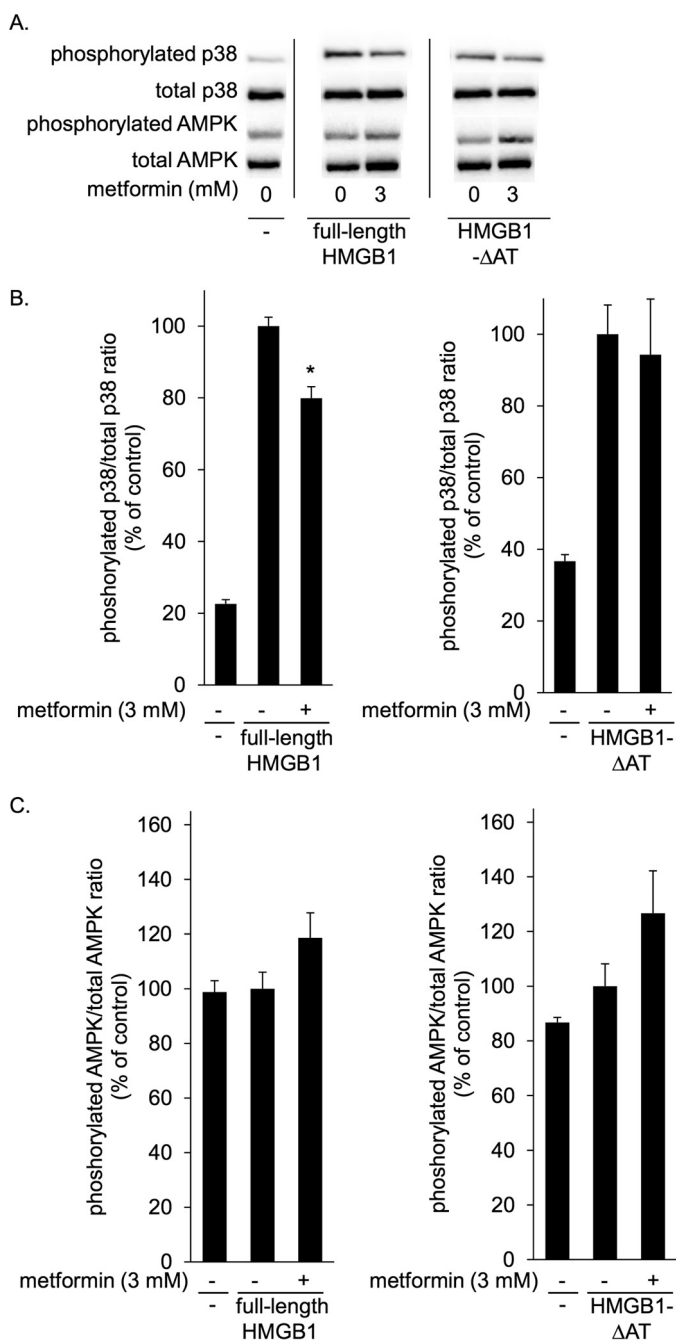 A.
phosphorylated p38
total p38
phosphorylated AMPK
total AMPK
metformin (mM) 0 0 3 0 3
- full-length HMGB1
HMGB1 -ΔAT
B.
phoshorylated p38/total p38 ratio
(% of control)
100
80
60
40
20
0
*
metformin (3 mM) - - +
- full-length
HMGB1
phoshorylated p38/total p38 ratio
(% of control)
100
80
60
40
20
0
metformin (3 mM) - - +
- HMGB1-
ΔAT
C.
phoshorylated AMPK/total AMPK ratio
(% of control)
160
140
120
100
80
60
40
20
0
metformin (3 mM) - - +
- full-length
HMGB1
phoshorylated AMPK/total AMPK ratio
(% of control)
160
140
120
100
80
60
40
20
0
metformin (3 mM) - - +
- HMGB1-
ΔAT